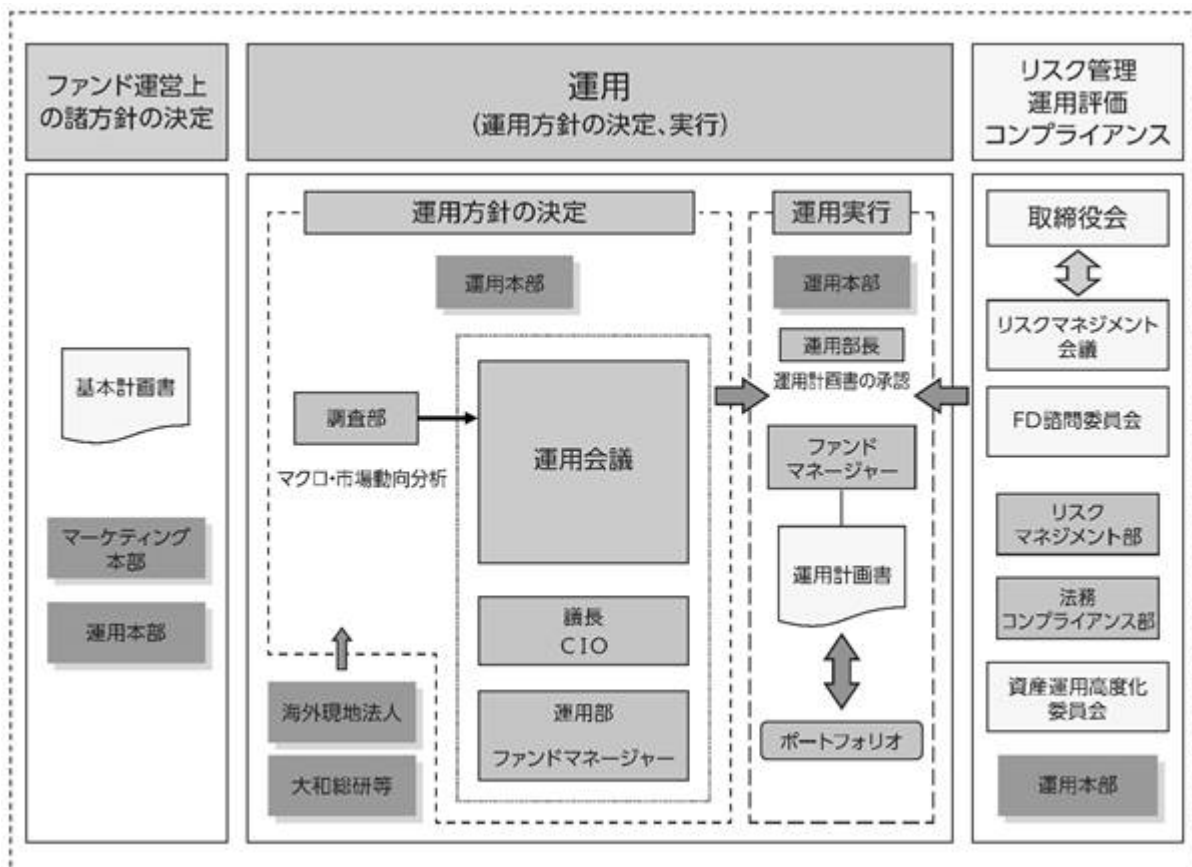 ファンド運営上
の諸方針の決定
運用
(運用方針の決定、実行)
リスク管理
運用評価
コンプライアンス
基本計画書
マーケティング
本部
運用本部
運用方針の決定
運用本部
調査部
マクロ・市場動向分析
運用会議
議長
CIO
運用部
ファンドマネージャー
海外現地法人
大和総研等
運用実行
運用本部
運用部長
運用計画書の承認
ファンド
マネージャー
運用計画書
ポートフォリオ
取締役会
リスクマネジメント
会議
FD諮問委員会
リスク
マネジメント部
法務
コンプライアンス部
資産運用高度化
委員会
運用本部